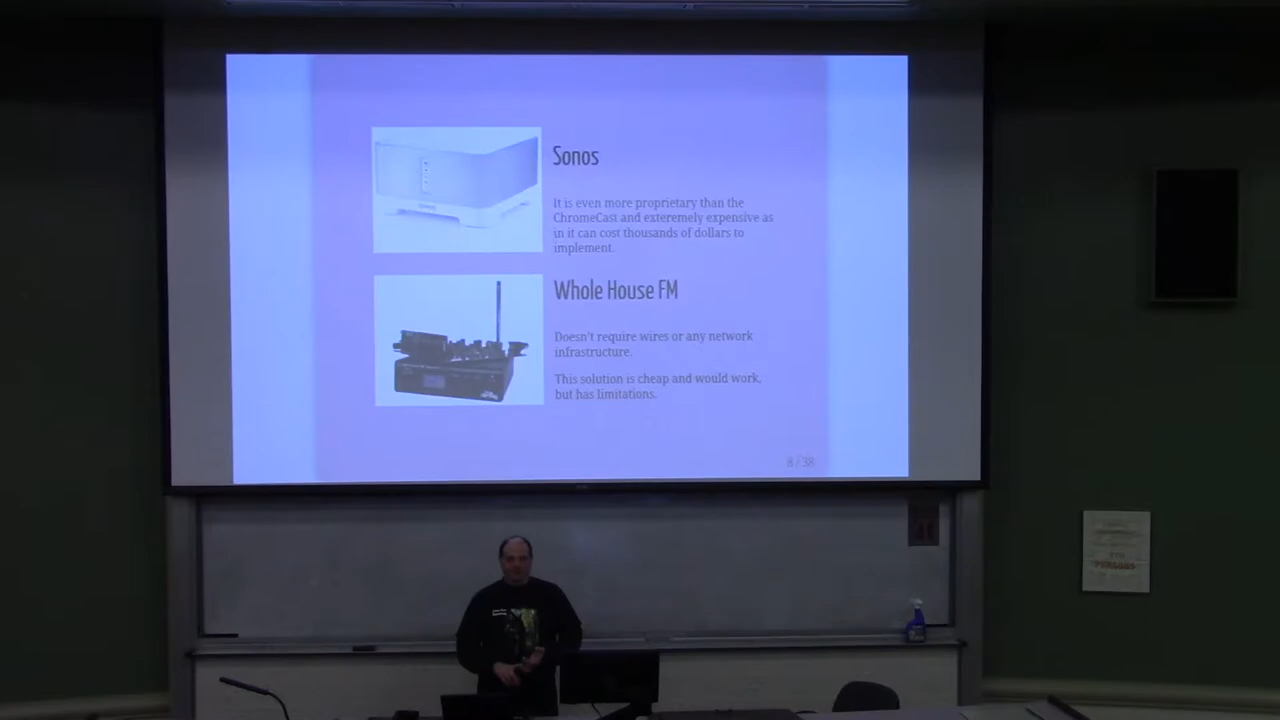 Sonos
It is even more proprietary than the
ChromeCast and exteremely expensive as
in it can cost thousands of dollars to
implement.
Whole House FM
Doesn't require wires or any network
infrastructure.
This solution is cheap and would work,
but has limitations.
8 / 38
PERSONS